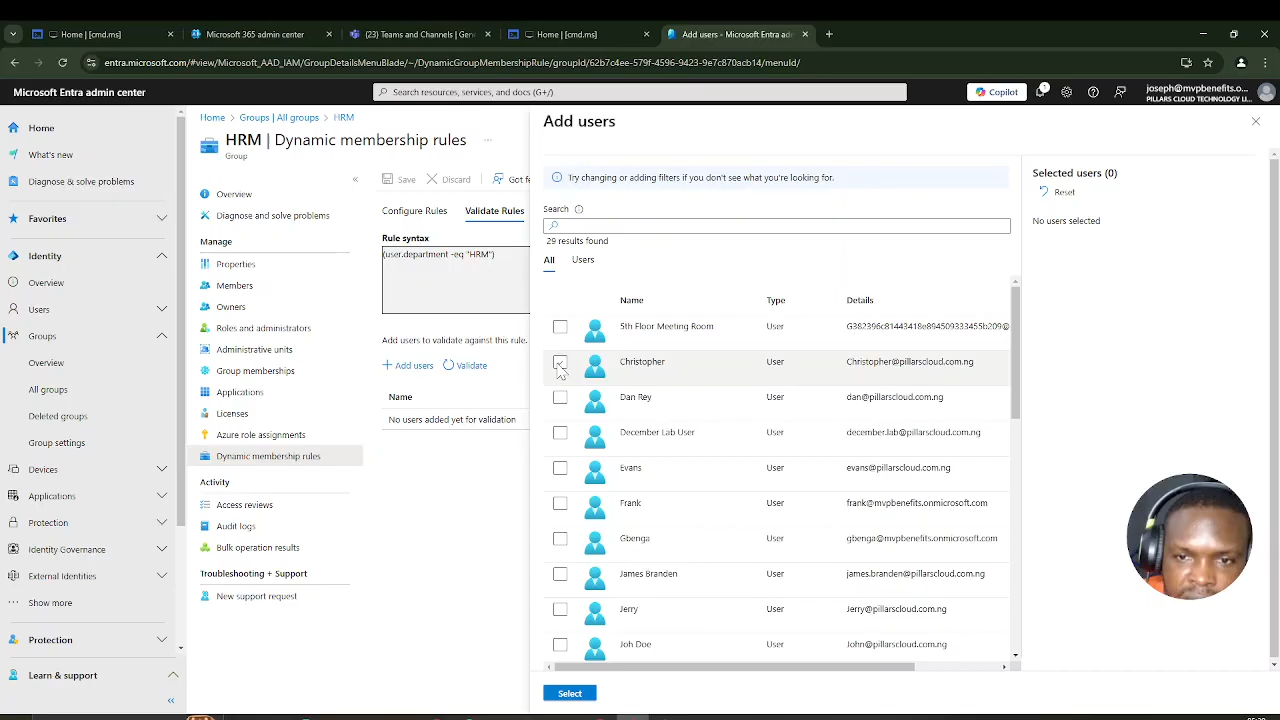 Home | [cmd.ms]
Microsoft 365 admin center
(23) Teams and Channels | Gen
Home | [cmd.ms]
Add users - Microsoft Entra adm
entra.microsoft.com/#view/Microsoft_AAD_IAM/GroupDetailsMenuBlade/~/DynamicGroupMembershipRule/groupId/62b7c4ee-579f-4596-9423-9e7c870acb14/menuId/
Microsoft Entra admin center
Search resources, services, and docs (G+/)
Copilot
1
joseph@mvpbenefits.o...
PILLARS CLOUD TECHNOLOGY LI...
Home
What's new
Diagnose & solve problems
Favorites
Identity
Overview
Users
Groups
Overview
All groups
Deleted groups
Group settings
Devices
Applications
Protection
Identity Governance
External Identities
Show more
Protection
Learn & support
Home > Groups | All groups > HRM
HRM | Dynamic membership rules
Group
Overview
Diagnose and solve problems
Manage
Properties
Members
Owners
Roles and administrators
Administrative units
Group memberships
Applications
Licenses
Azure role assignments
Dynamic membership rules
Activity
Access reviews
Audit logs
Bulk operation results
Troubleshooting + Support
New support request
Save
Discard
Got fe
Configure Rules
Validate Rules
Rule syntax
(user.department -eq "HRM")
Add users to validate against this rule.
Add users
Validate
Name
No users added yet for validation
Add users
Try changing or adding filters if you don't see what you're looking for.
Search
29 results found
All
Users
Name Type Details
5th Floor Meeting Room User G382396c81443418e894509333455b209@
Christopher User Christopher@pillarscloud.com.ng
Dan Rey User dan@pillarscloud.com.ng
December Lab User User december.lab@pillarscloud.com.ng
Evans User evans@pillarscloud.com.ng
Frank User frank@mvpbenefits.onmicrosoft.com
Gbenga User gbenga@mvpbenefits.onmicrosoft.com
James Branden User james.branden@pillarscloud.com.ng
Jerry User Jerry@pillarscloud.com.ng
Joh Doe User John@pillarscloud.com.ng
Select
Selected users (0)
Reset
No users selected